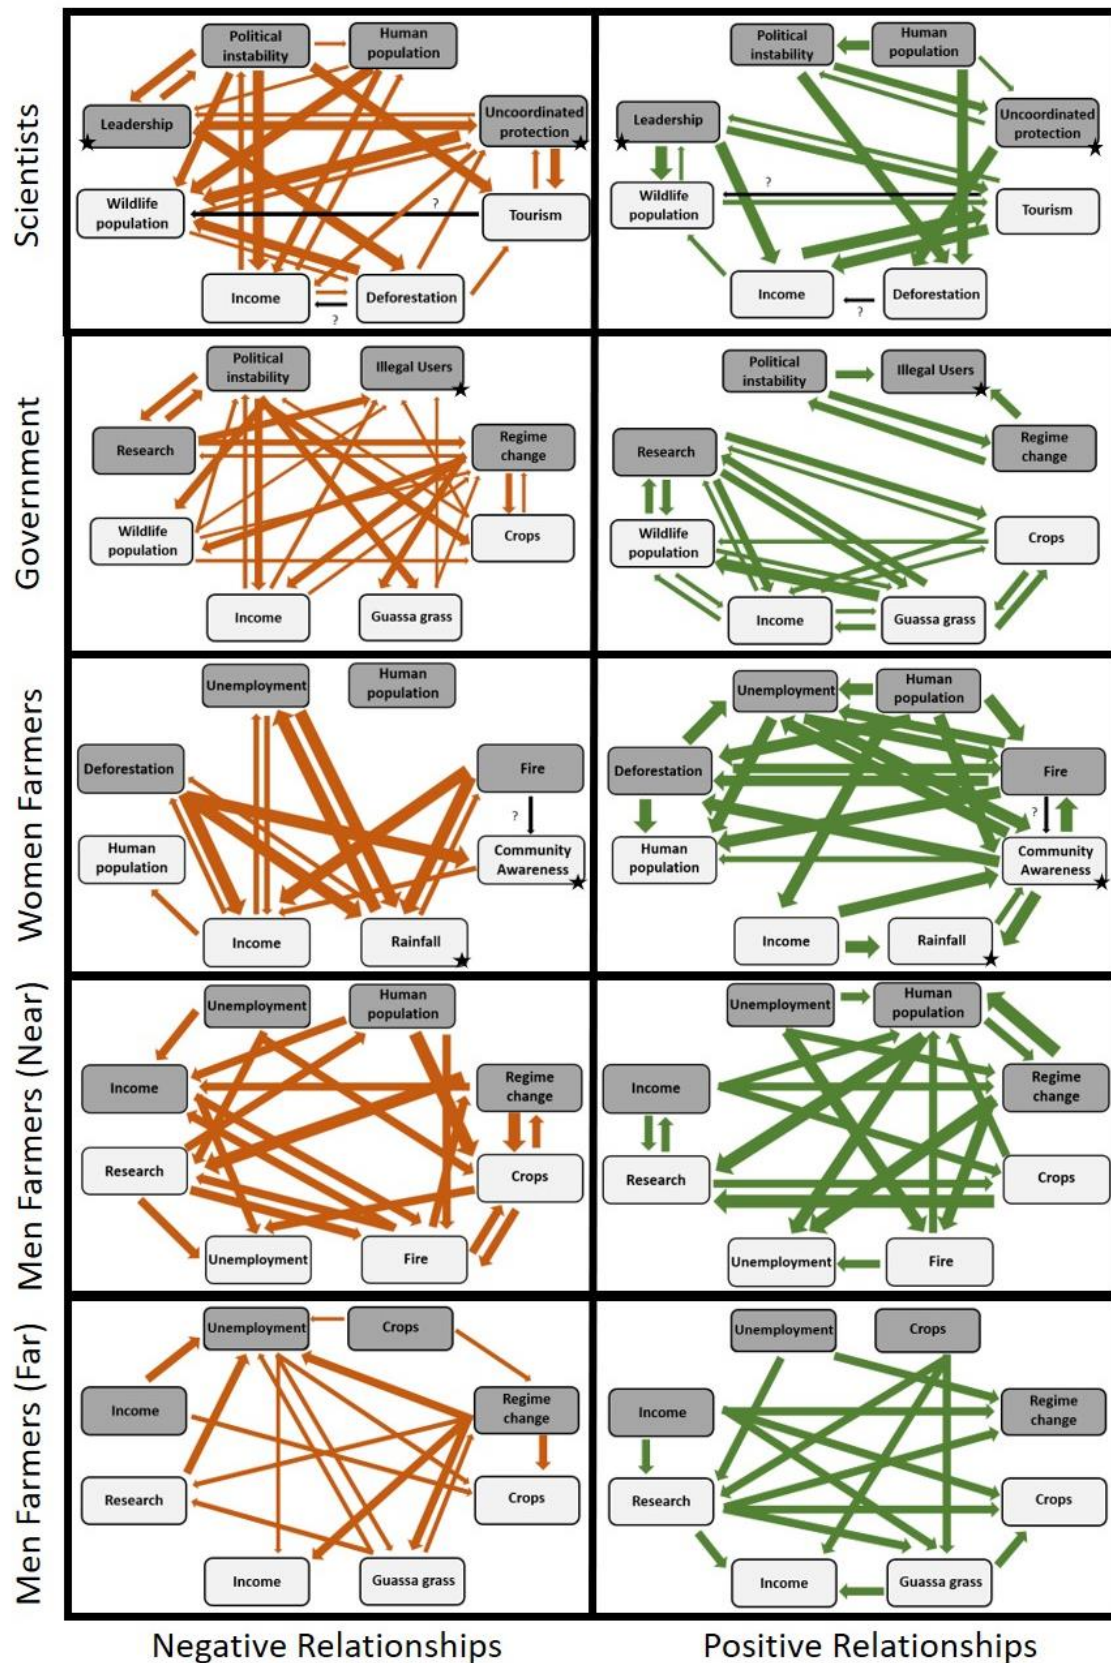 Scientists
Political
instability
Human
population
Leadership
Uncoordinated
protection
Wildlife
population
?
Tourism
Income
?
Deforestation
Political
instability
Human
population
Leadership
Uncoordinated
protection
?
Wildlife
population
Tourism
Income
?
Deforestation
Government
Political
instability
Illegal Users
Research
Regime
change
Wildlife
population
Crops
Income
Guassa grass
Political
instability
Illegal Users
Research
Regime
change
Wildlife
population
Crops
Income
Guassa grass
Women Farmers
Unemployment
Human
population
Deforestation
Fire
?
Human
population
Community
Awareness
Income
Rainfall
Unemployment
Human
population
Deforestation
Fire
?
Human
population
Community
Awareness
Income
Rainfall
Men Farmers (Near)
Unemployment
Human
population
Income
Regime
change
Research
Crops
Unemployment
Fire
Unemployment
Human
population
Income
Regime
change
Research
Crops
Unemployment
Fire
Men Farmers (Far)
Unemployment
Crops
Income
Regime
change
Research
Crops
Income
Guassa grass
Unemployment
Crops
Income
Regime
change
Research
Crops
Income
Guassa grass
Negative Relationships
Positive Relationships